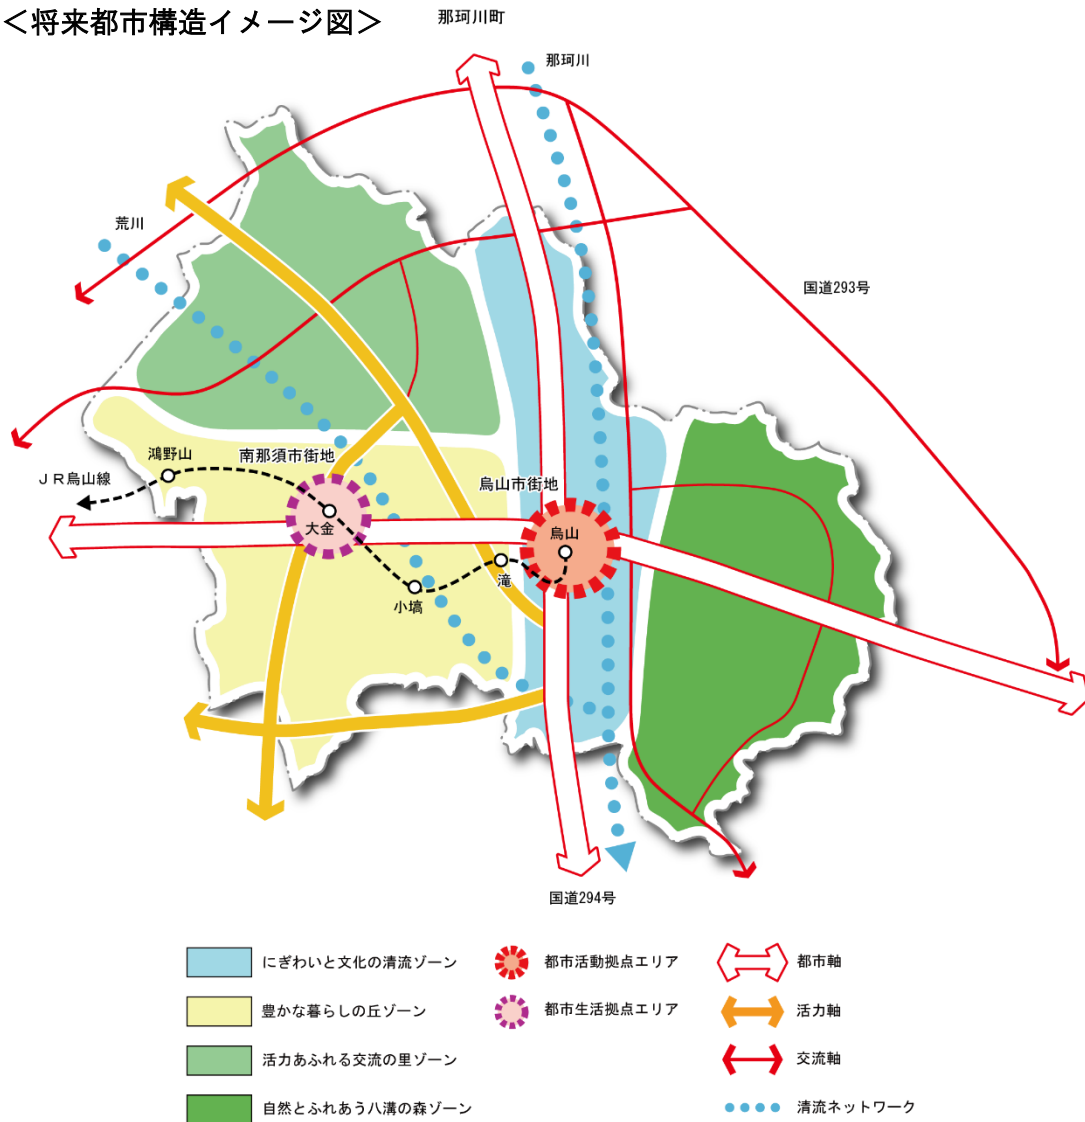 ＜将来都市構造イメージ図＞
那珂川町
那珂川
荒川
国道293号
鴻野山
南那須市街地
ＪＲ烏山線
烏山市街地
大金
烏山
滝
小塙
国道294号
にぎわいと文化の清流ゾーン
都市活動拠点エリア
都市軸
豊かな暮らしの丘ゾーン
都市生活拠点エリア
活力軸
活力あふれる交流の里ゾーン
交流軸
自然とふれあう八溝の森ゾーン
清流ネットワーク